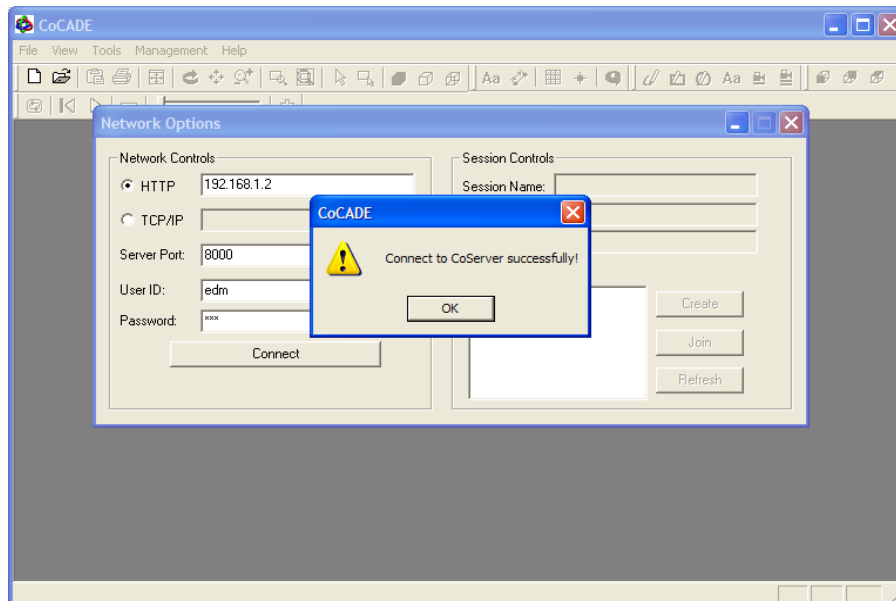 CoCADE
File View Tools Management Help
Aa Aa
Network Options
Network Controls
HTTP 192.168.1.2
TCP/IP
Server Port: 8000
User ID: edm
Password: ***
Connect
Session Controls
Session Name:
CoCADE
Connect to CoServer successfully!
OK
Create
Join
Refresh